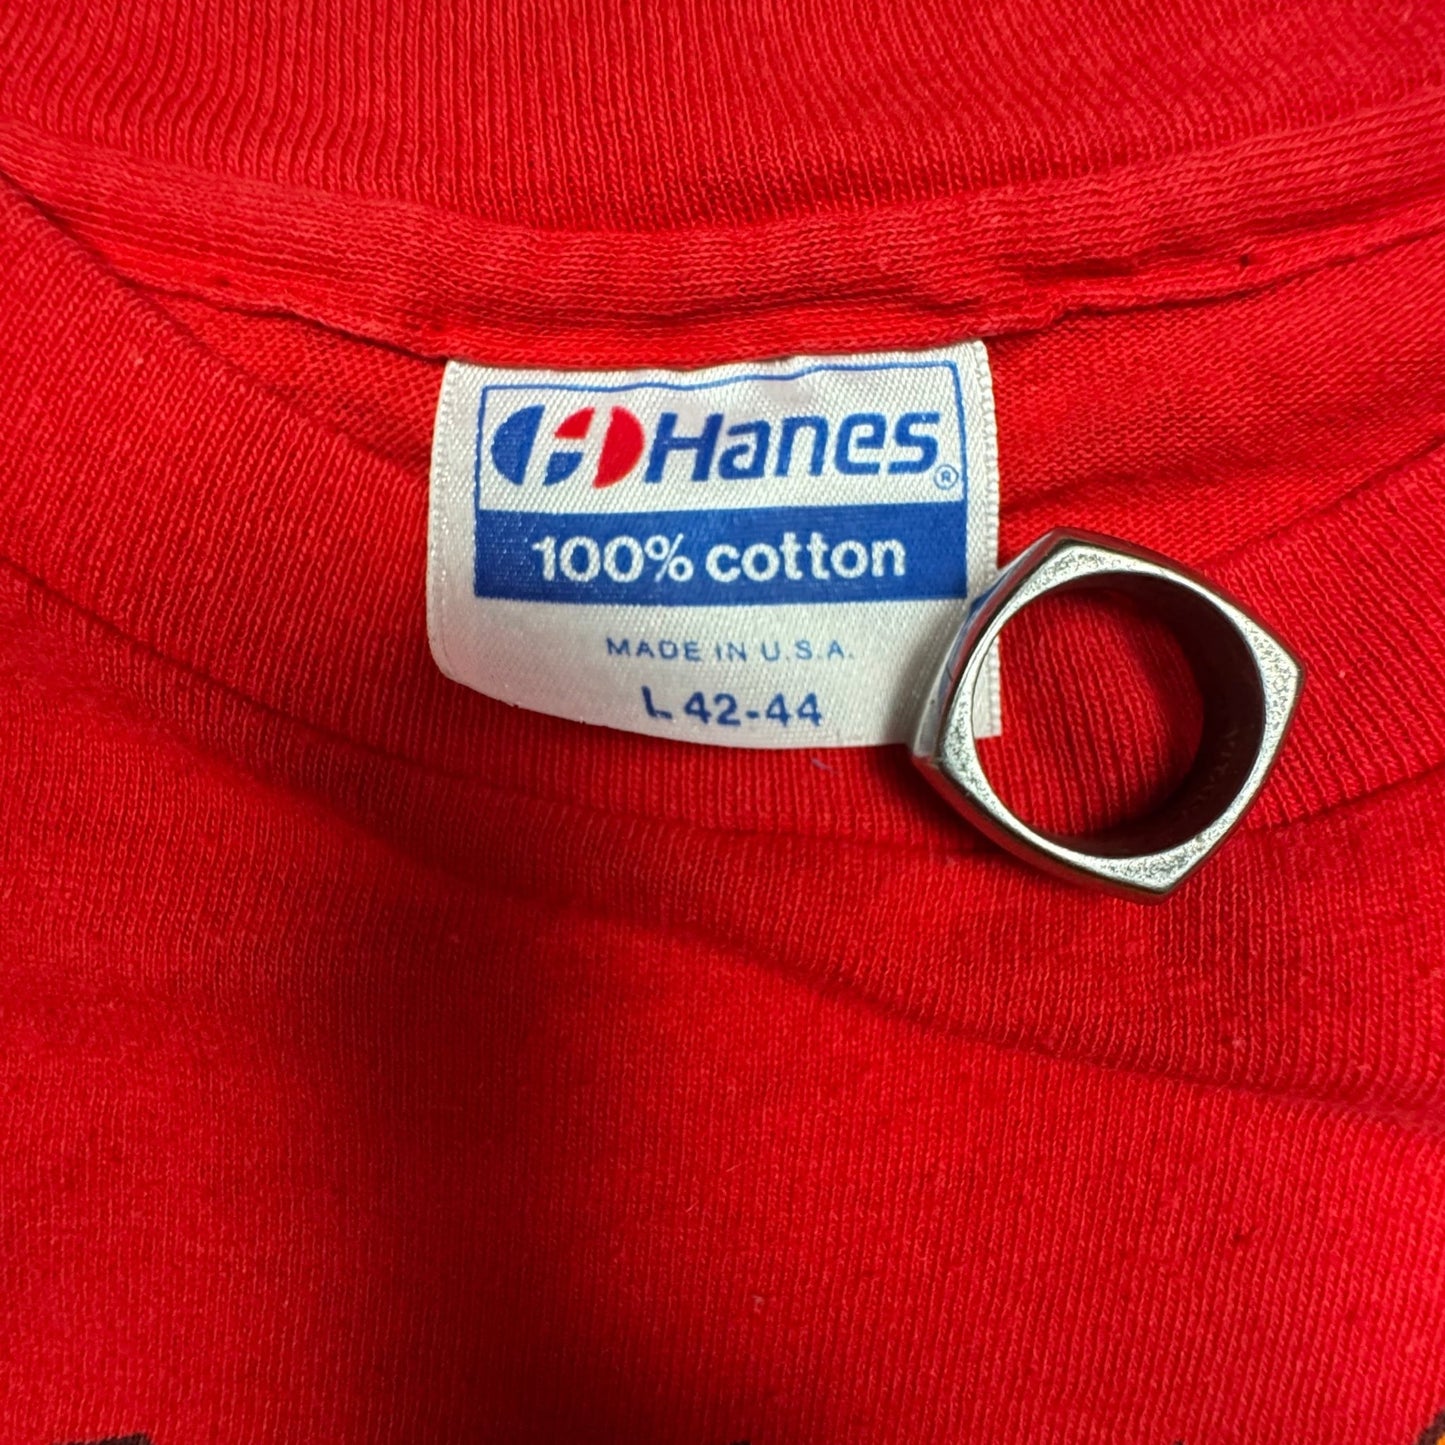 Hanes®
100% cotton
MADE IN U.S.A.
L 42-44